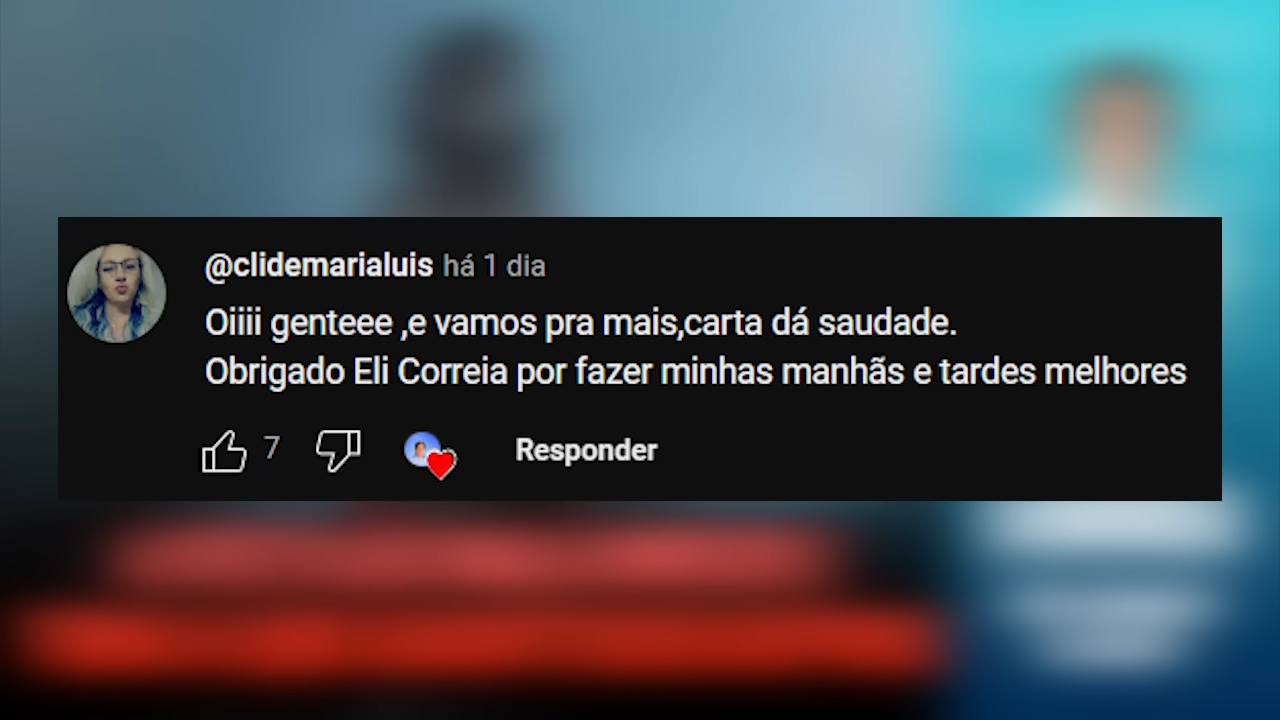 @clidemarialuis há 1 dia
Oiiii genteee ,e vamos pra mais,carta dá saudade.
Obrigado Eli Correia por fazer minhas manhãs e tardes melhores
7 Responder